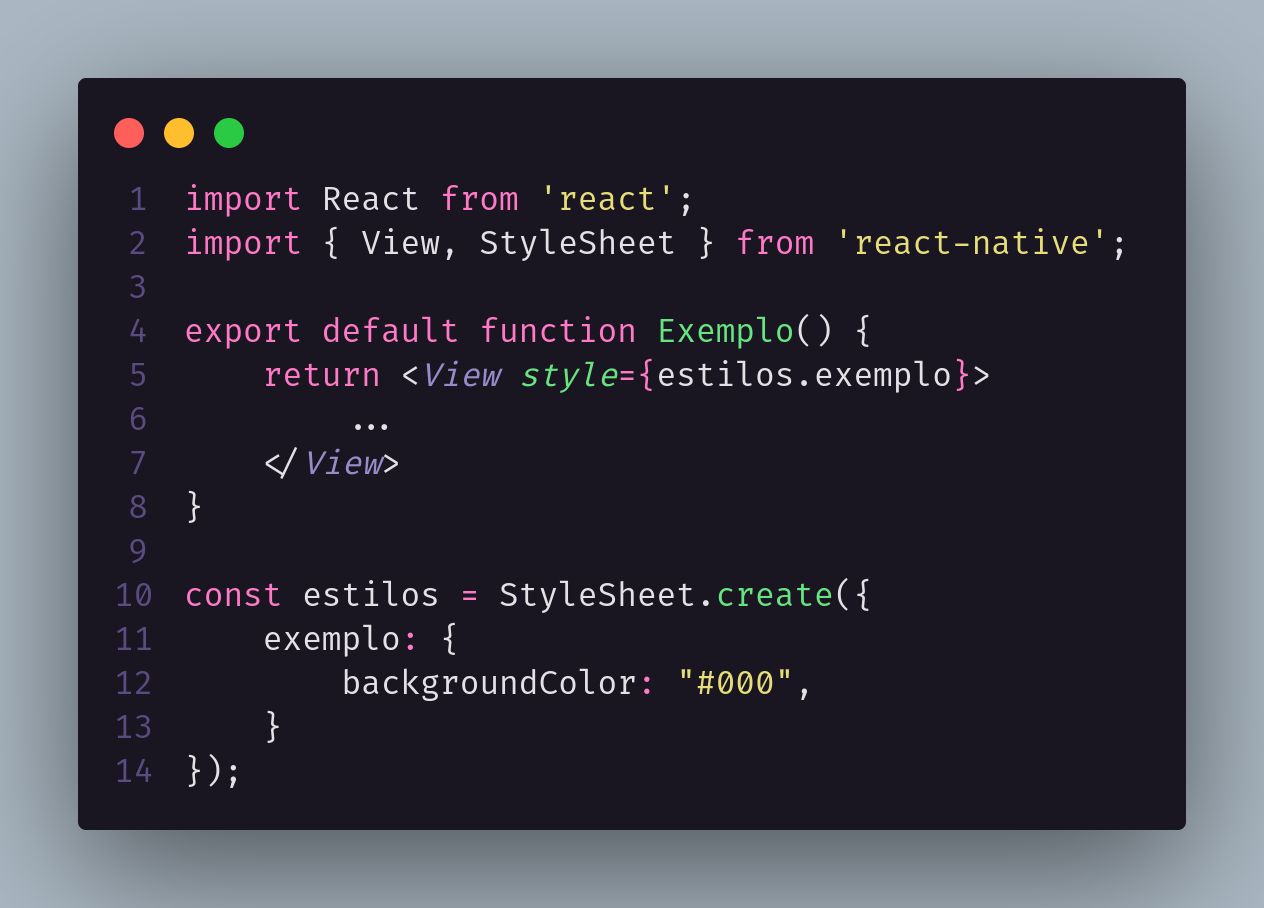 1 import React from 'react';
2 import { View, StyleSheet } from 'react-native';
3
4 export default function Exemplo() {
5     return <View style={estilos.exemplo}>
6         ...
7     </View>
8 }
9
10 const estilos = StyleSheet.create({
11     exemplo: {
12         backgroundColor: "#000",
13     }
14 });